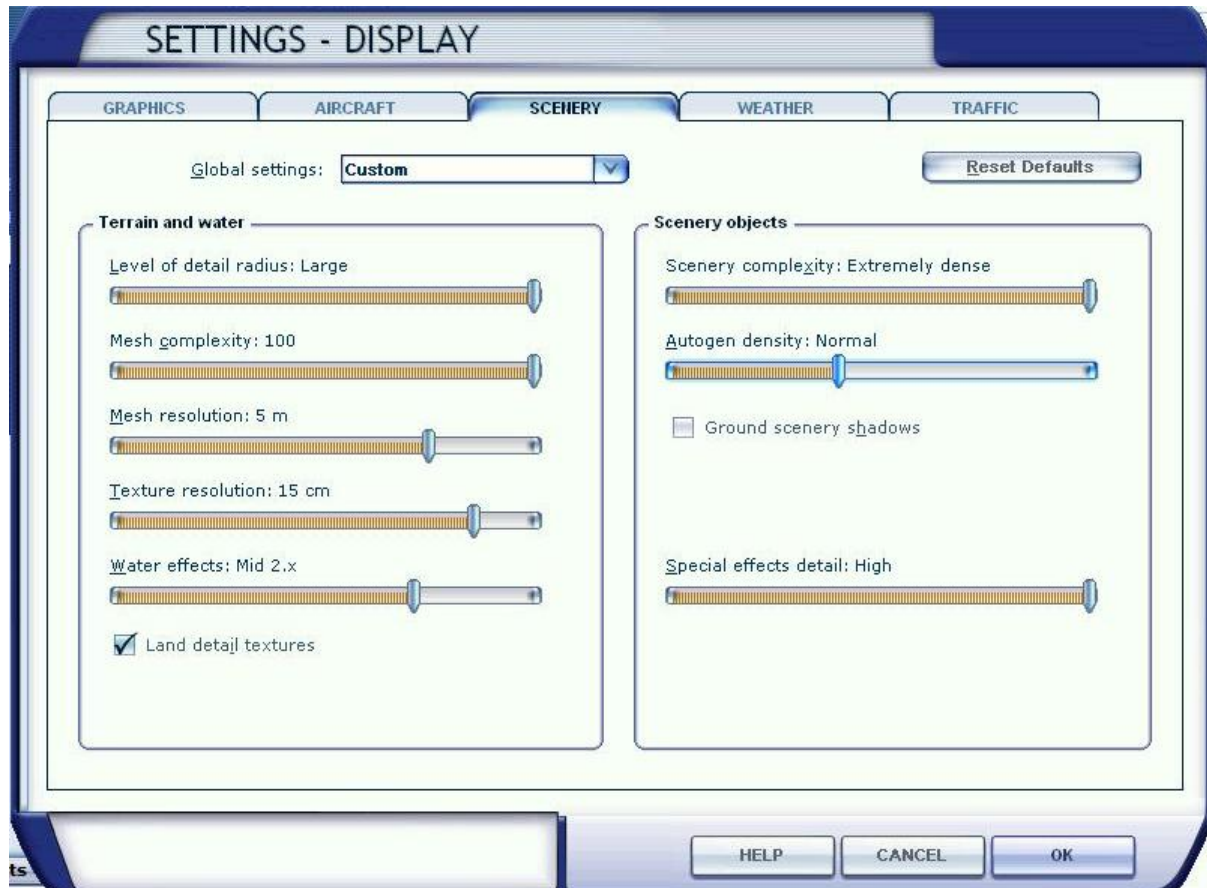 SETTINGS - DISPLAY
GRAPHICS
AIRCRAFT
SCENERY
WEATHER
TRAFFIC
Global settings: Custom
Reset Defaults
Terrain and water
Level of detail radius: Large
Mesh complexity: 100
Mesh resolution: 5 m
Texture resolution: 15 cm
Water effects: Mid 2.x
Land detail textures
Scenery objects
Scenery complexity: Extremely dense
Autogen density: Normal
Ground scenery shadows
Special effects detail: High
ts
HELP
CANCEL
OK